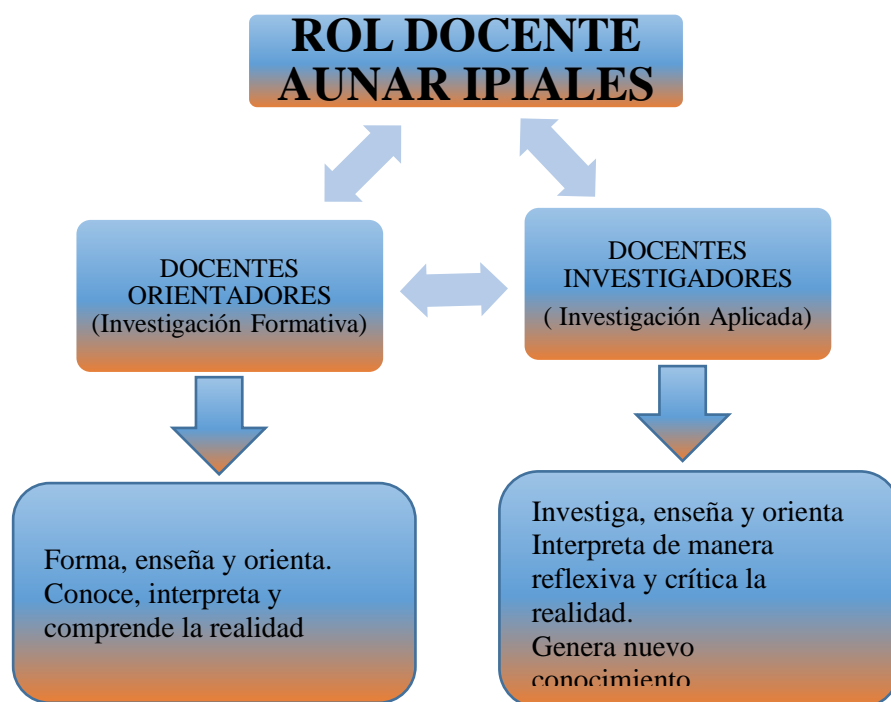 ROL DOCENTE
AUNAR IPIALES
DOCENTES
ORIENTADORES
(Investigación Formativa)
DOCENTES
INVESTIGADORES
( Investigación Aplicada)
Forma, enseña y orienta.
Conoce, interpreta y
comprende la realidad
Investiga, enseña y orienta
Interpreta de manera
reflexiva y crítica la
realidad.
Genera nuevo
conocimiento